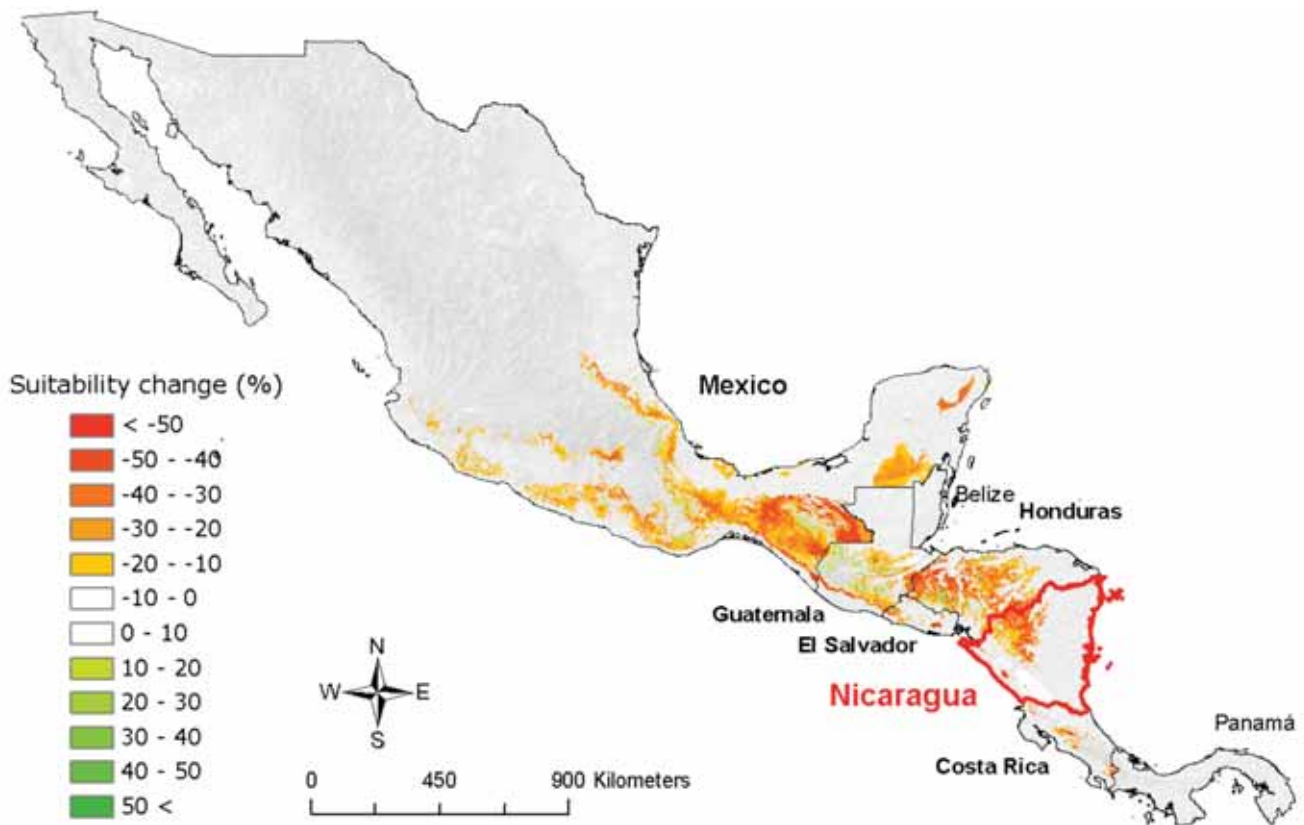 Mexico
Belize
Honduras
Guatemala
El Salvador
Nicaragua
Costa Rica
Panamá
Suitability change (%)
< -50
-50 - -40
-40 - -30
-30 - -20
-20 - -10
-10 - 0
0 - 10
10 - 20
20 - 30
30 - 40
40 - 50
50 <
N
W E
S
0 450 900 Kilometers